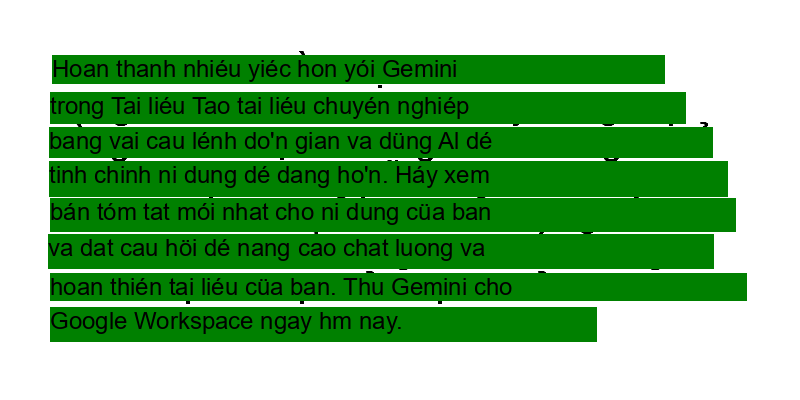 Hoan thanh nhiéu yiéc hon yói Gemini
trong Tai liéu Tao tai liéu chuyén nghiép
bang vai cau lénh do'n gian va düng Al dé
tinh chinh ni dung dé dang ho'n. Háy xem
bán tóm tat mói nhat cho ni dung cüa ban
va dat cau höi dé nang cao chat luong va
hoan thién tai liéu cüa ban. Thu Gemini cho
Google Workspace ngay hm nay.